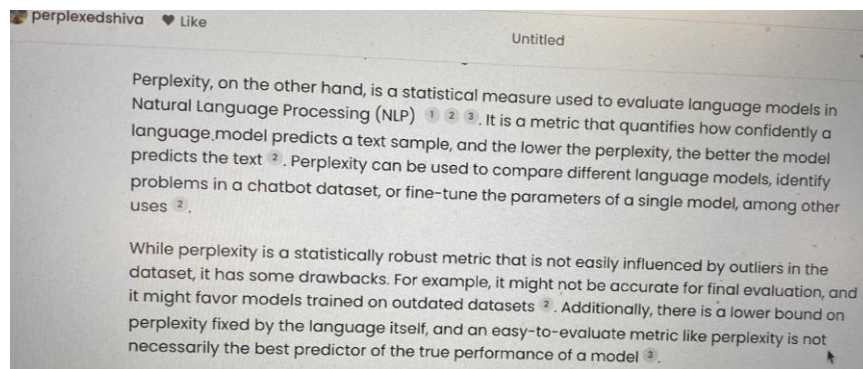 perplexedshiva Like
Untitled
Perplexity, on the other hand, is a statistical measure used to evaluate language models in
Natural Language Processing (NLP) 1 2 3. It is a metric that quantifies how confidently a
language model predicts a text sample, and the lower the perplexity, the better the model
predicts the text 2. Perplexity can be used to compare different language models, identify
problems in a chatbot dataset, or fine-tune the parameters of a single model, among other
uses 2.
While perplexity is a statistically robust metric that is not easily influenced by outliers in the
dataset, it has some drawbacks. For example, it might not be accurate for final evaluation, and
it might favor models trained on outdated datasets 2. Additionally, there is a lower bound on
perplexity fixed by the language itself, and an easy-to-evaluate metric like perplexity is not
necessarily the best predictor of the true performance of a model 3.